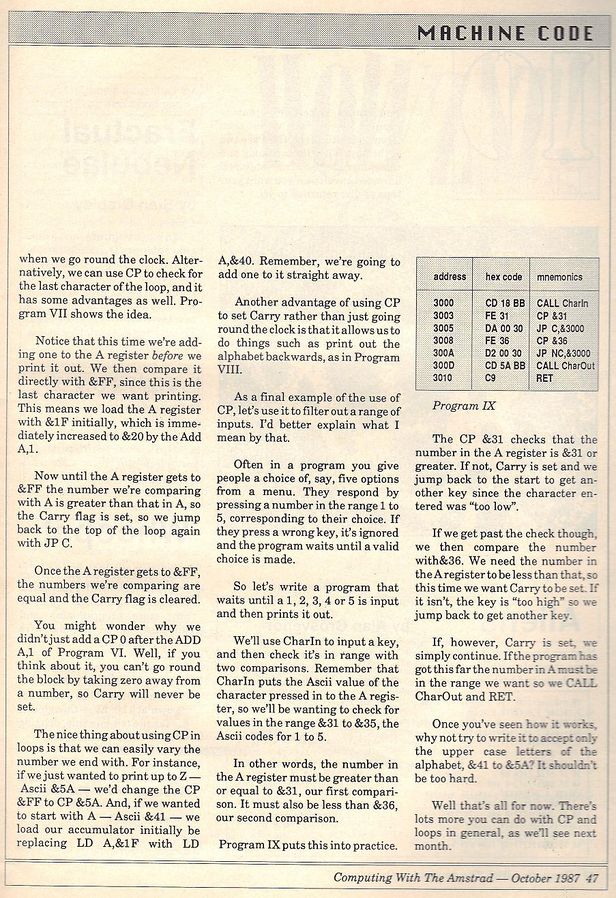 MACHINE CODE
when we go round the clock. Alter-
natively, we can use CP to check for
the last character of the loop, and it
has some advantages as well. Pro-
gram VII shows the idea.
Notice that this time we're add-
ing one to the A register before we
print it out. We then compare it
directly with &FF, since this is the
last character we want printing.
This means we load the A register
with &1F initially, which is imme-
diately increased to &20 by the Add
A,1.
Now until the A register gets to
&FF the number we're comparing
with A is greater than that in A, so
the Carry flag is set, so we jump
back to the top of the loop again
with JP C.
Once the A register gets to &FF,
the numbers we're comparing are
equal and the Carry flag is cleared.
You might wonder why we
didn't just add a CP 0 after the ADD
A,1 of Program VI. Well, if you
think about it, you can't go round
the block by taking zero away from
a number, so Carry will never be
set.
The nice thing about using CP in
loops is that we can easily vary the
number we end with. For instance,
if we just wanted to print up to Z —
Ascii &5A — we'd change the CP
&FF to CP &5A. And, if we wanted
to start with A — Ascii &41 — we
load our accumulator initially be
replacing LD A,&1F with LD
A,&40. Remember, we're going to
add one to it straight away.
Another advantage of using CP
to set Carry rather than just going
round the clock is that it allows us to
do things such as print out the
alphabet backwards, as in Program
VIII.
As a final example of the use of
CP, let's use it to filter out a range of
inputs. I'd better explain what I
mean by that.
Often in a program you give
people a choice of, say, five options
from a menu. They respond by
pressing a number in the range 1 to
5, corresponding to their choice. If
they press a wrong key, it's ignored
and the program waits until a valid
choice is made.
So let's write a program that
waits until a 1, 2, 3, 4 or 5 is input
and then prints it out.
We'll use CharIn to input a key,
and then check it's in range with
two comparisons. Remember that
CharIn puts the Ascii value of the
character pressed in to the A regis-
ter, so we'll be wanting to check for
values in the range &31 to &35, the
Ascii codes for 1 to 5.
In other words, the number in
the A register must be greater than
or equal to &31, our first compari-
son. It must also be less than &36,
our second comparison.
Program IX puts this into practice.
address hex code mnemonics
3000 CD 18 BB CALL CharIn
3003 FE 31 CP &31
3005 DA 00 30 JP C,&3000
3008 FE 36 CP &36
300A D2 00 30 JP NC,&3000
300D CD 5A BB CALL CharOut
3010 C9 RET
Program IX
The CP &31 checks that the
number in the A register is &31 or
greater. If not, Carry is set and we
jump back to the start to get an-
other key since the character en-
tered was "too low".
If we get past the check though,
we then compare the number
with&36. We need the number in
the A register to be less than that, so
this time we want Carry to be set. If
it isn't, the key is "too high" so we
jump back to get another key.
If, however, Carry is set, we
simply continue. If the program has
got this far the number in A must be
in the range we want so we CALL
CharOut and RET.
Once you've seen how it works,
why not try to write it to accept only
the upper case letters of the
alphabet, &41 to &5A? It shouldn't
be too hard.
Well that's all for now. There's
lots more you can do with CP and
loops in general, as we'll see next
month.
Computing With The Amstrad — October 1987 47